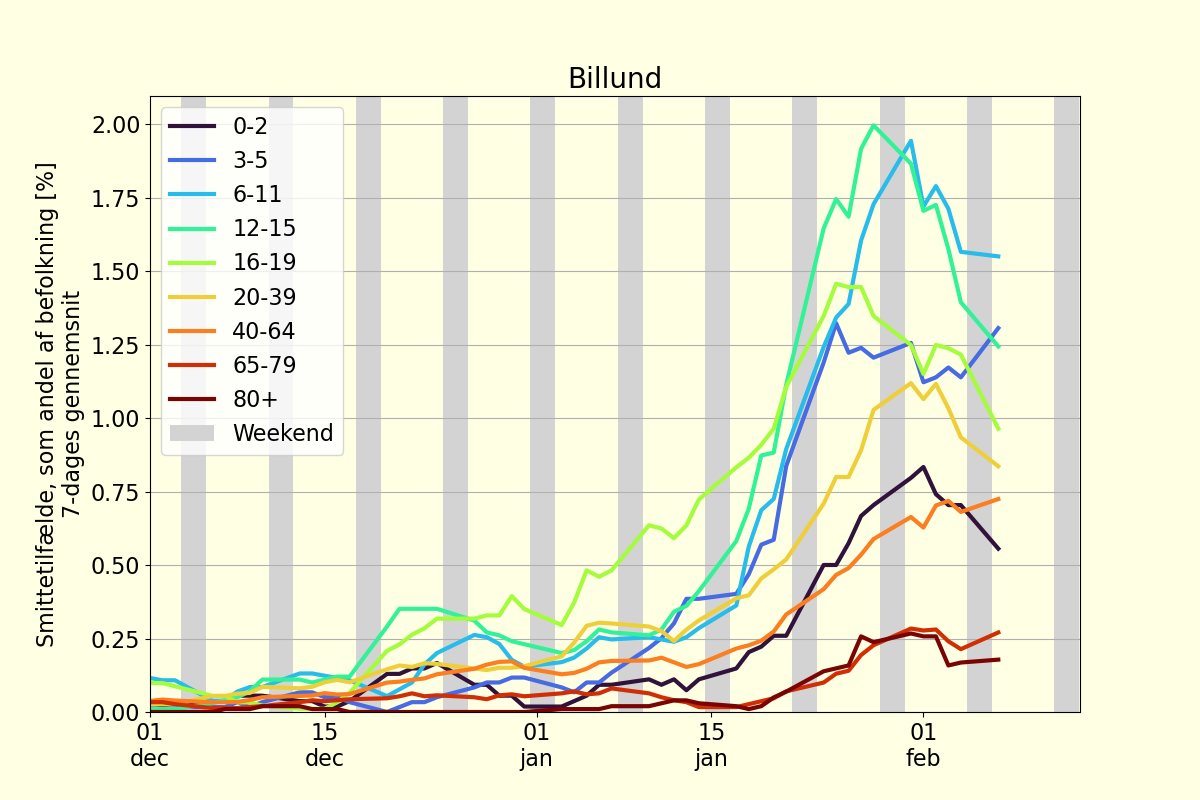 Billund
Smittetilfælde, som andel af befolkning [%]
7-dages gennemsnit
2.00
1.75
1.50
1.25
1.00
0.75
0.50
0.25
0.00
0-2
3-5
6-11
12-15
16-19
20-39
40-64
65-79
80+
Weekend
01
dec
15
dec
01
jan
15
jan
01
feb